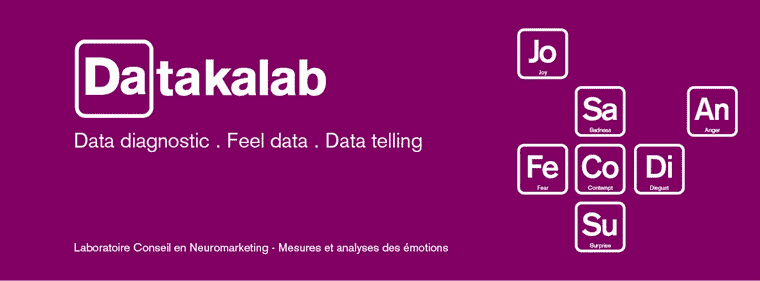 Datakalab
Data diagnostic . Feel data . Data telling
Laboratoire Conseil en Neuromarketing - Mesures et analyses des émotions
Jo
Joy
Sa
Sadness
An
Anger
Fe
Fear
Co
Contempt
Di
Disgust
Su
Surprise